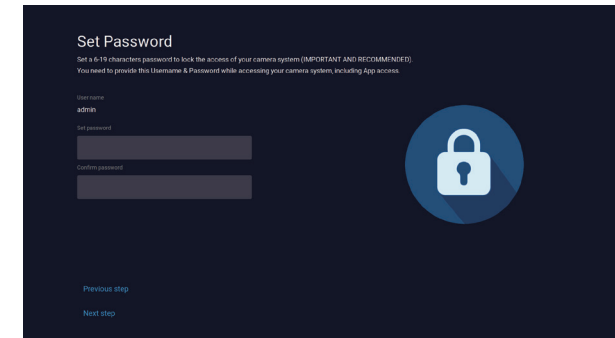 Set Password
Set a 6-19 characters password to lock the access of your camera system (IMPORTANT AND RECOMMENDED).
You need to provide this Username & Password while accessing your camera system, including App access.
User name
admin
Set password
Confirm password
Previous step
Next step